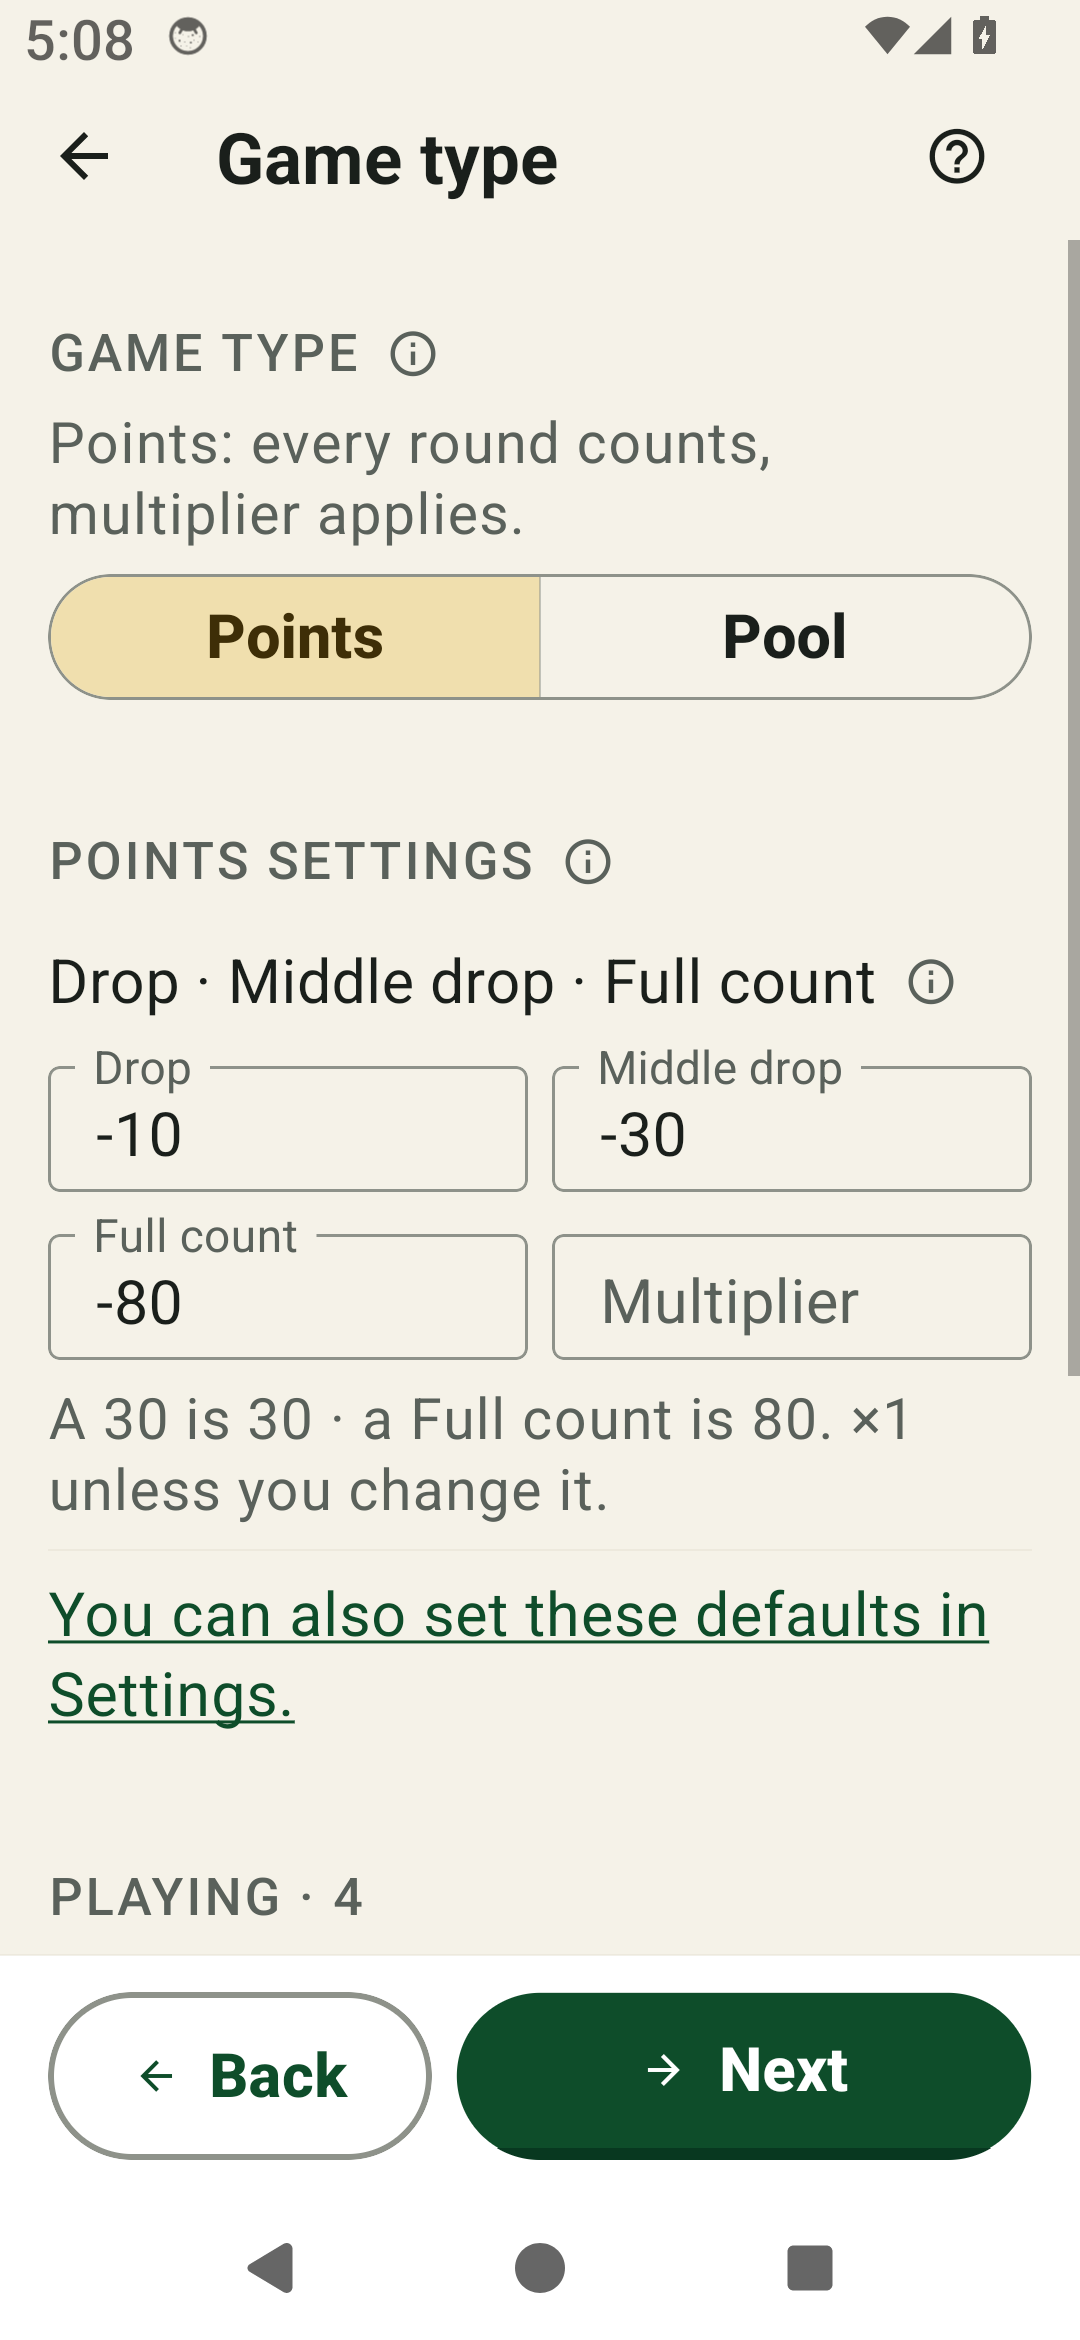 5:08
Game type
GAME TYPE
Points: every round counts,
multiplier applies.
Points
Pool
POINTS SETTINGS
Drop · Middle drop · Full count
Drop
-10
Middle drop
-30
Full count
-80
Multiplier
A 30 is 30 · a Full count is 80. ×1
unless you change it.
You can also set these defaults in
Settings.
PLAYING · 4
Back
Next